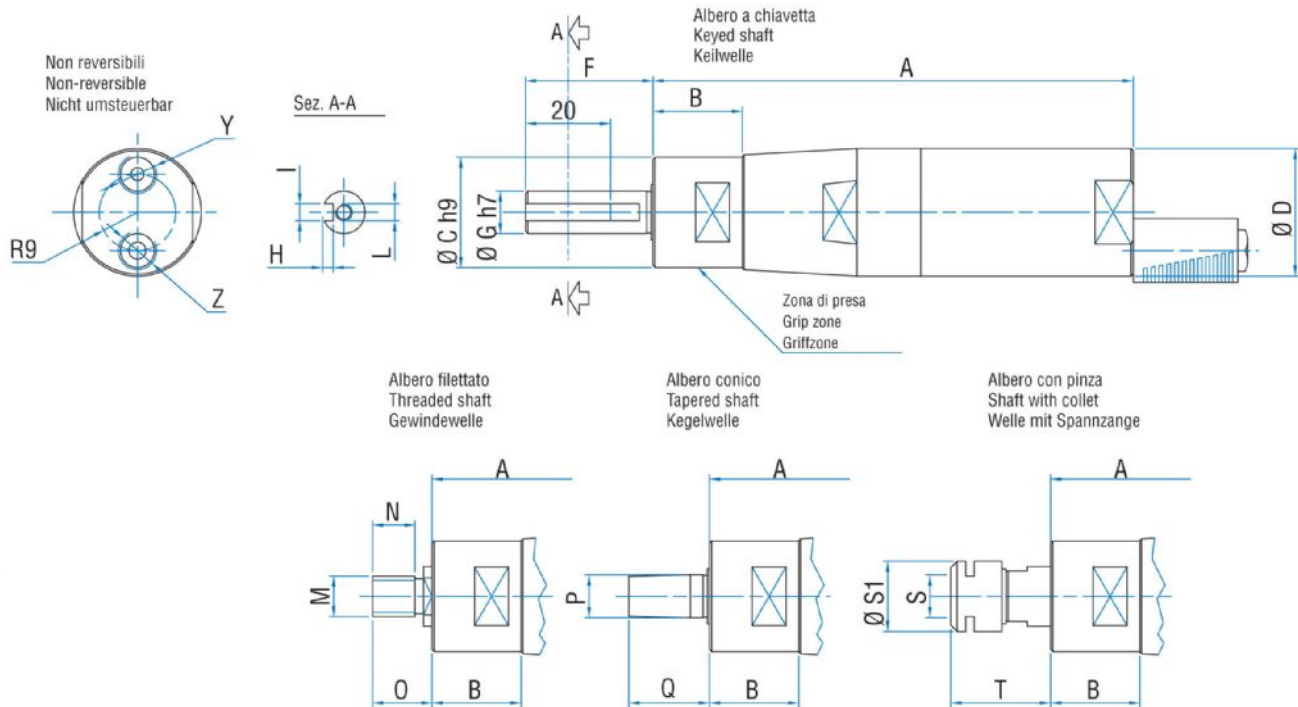 Non reversibili
Non-reversible
Nicht umsteuerbar
Y
R9
Z
Sez. A-A
I
H
L
Albero a chiavetta
Keyed shaft
Keilwelle
A
F
A
B
20
Ø C h9
Ø G h7
Ø D
A
Zona di presa
Grip zone
Griffzone
Albero filettato
Threaded shaft
Gewindewelle
A
N
M
O
B
Albero conico
Tapered shaft
Kegelwelle
A
P
Q
B
Albero con pinza
Shaft with collet
Welle mit Spannzange
A
Ø S1
S
T
B